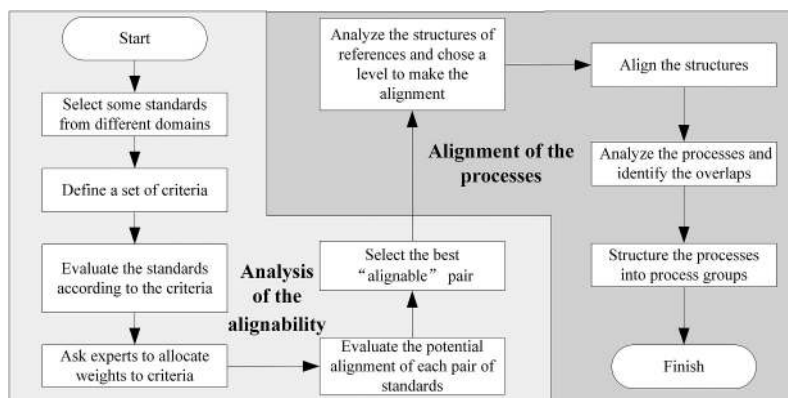 Start
Select some standards
from different domains
Define a set of criteria
Evaluate the standards
according to the criteria
Ask experts to allocate
weights to criteria
Analysis
of the
alignability
Evaluate the potential
alignment of each pair of
standards
Select the best
“alignable” pair
Analyze the structures of
references and chose a
level to make the
alignment
Alignment of the
processes
Align the structures
Analyze the processes and
identify the overlaps
Structure the processes
into process groups
Finish